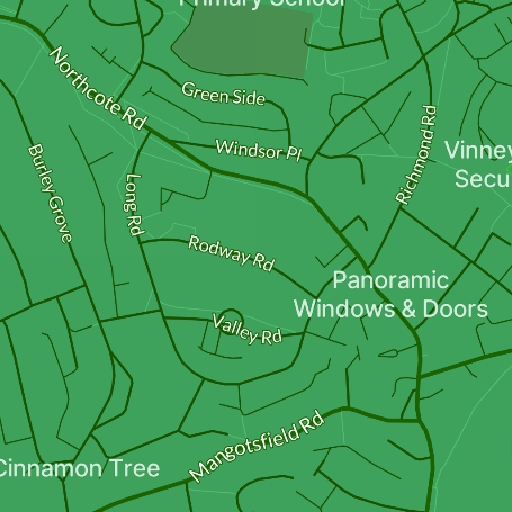 Primary School
Northcote Rd
Green Side
Windsor Pl
Richmond Rd
Vinney
Secu
Burley Grove
Long Rd
Rodway Rd
Panoramic
Windows & Doors
Valley Rd
Mangotsfield Rd
Cinnamon Tree